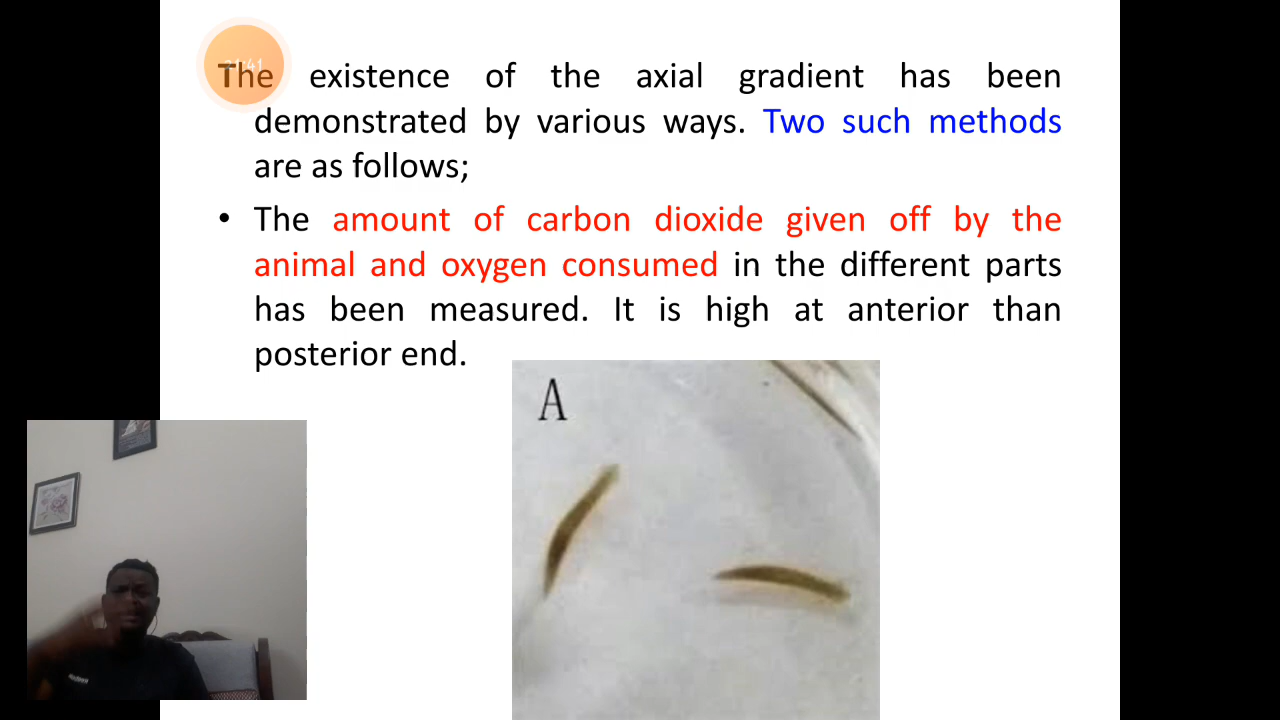 The existence of the axial gradient has been
demonstrated by various ways. Two such methods
are as follows;
• The amount of carbon dioxide given off by the
animal and oxygen consumed in the different parts
has been measured. It is high at anterior than
posterior end.
A